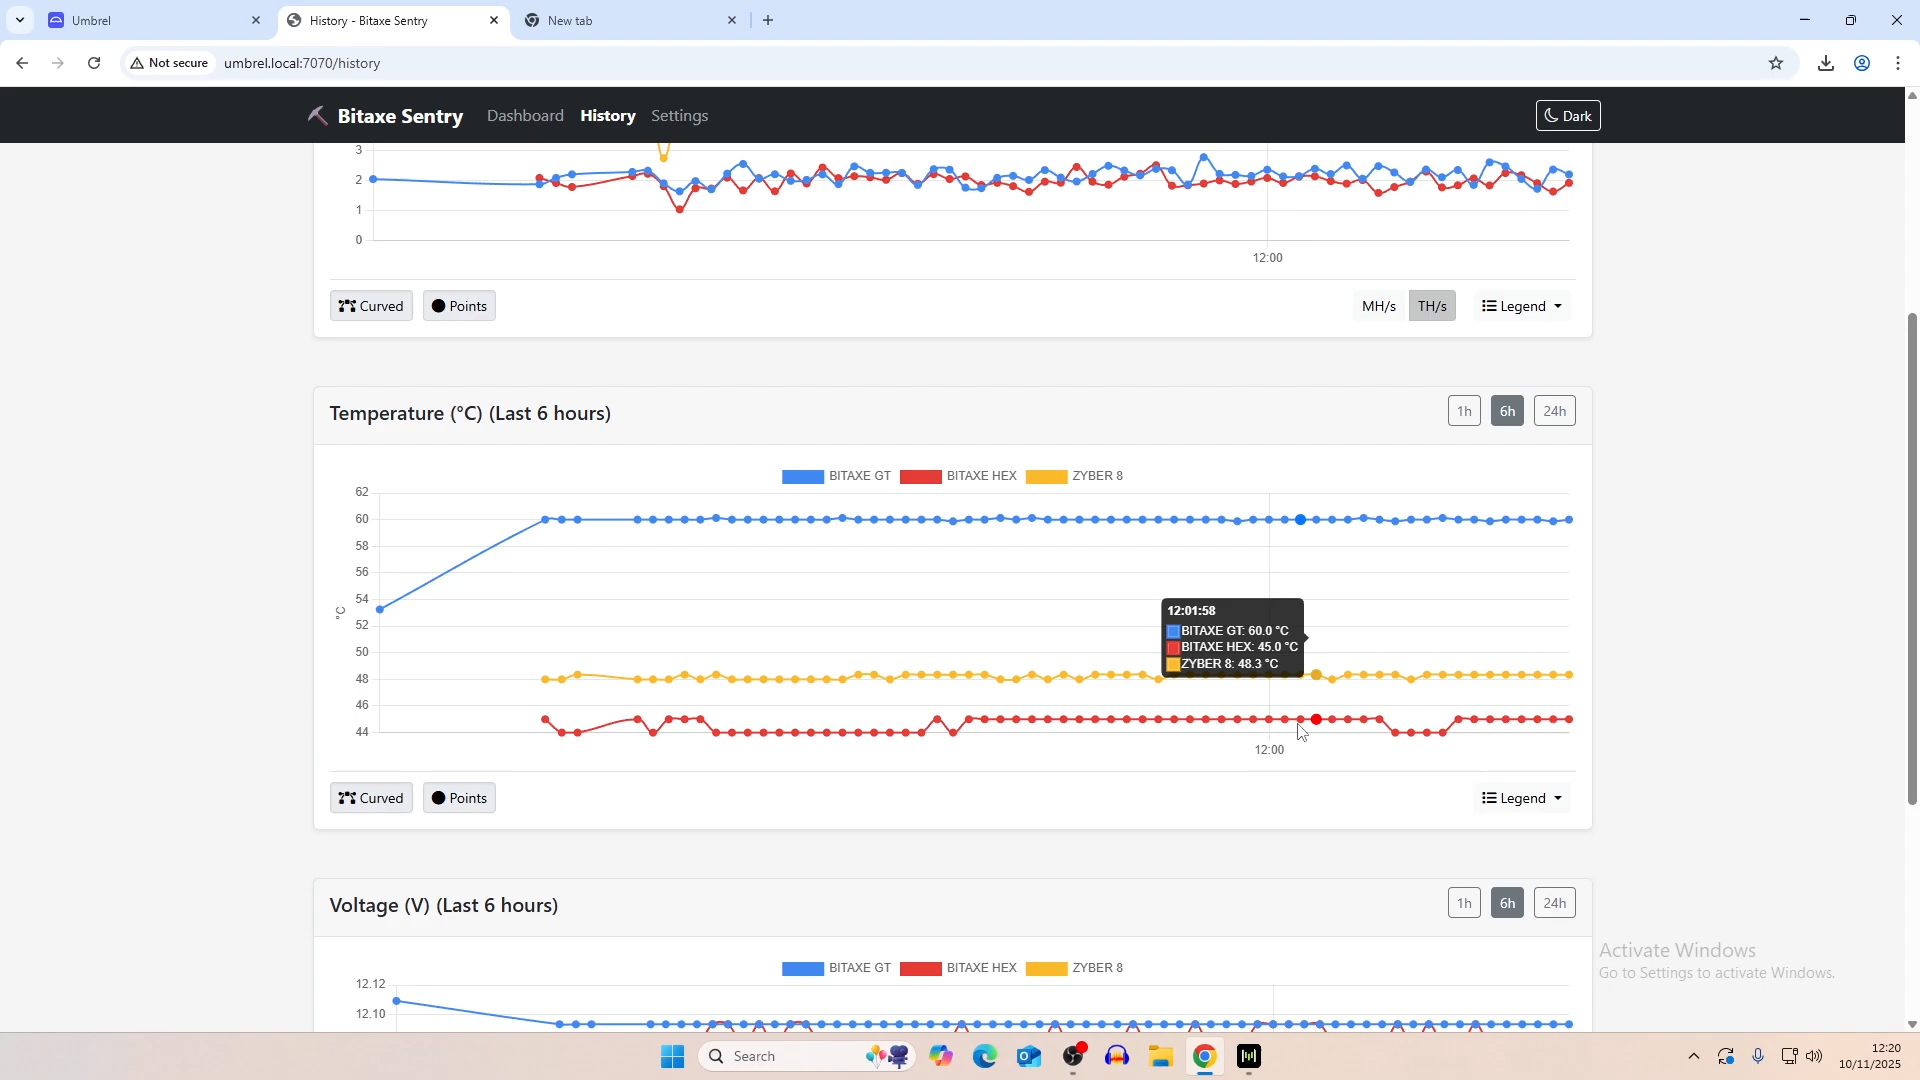 Umbrel
History - Bitaxe Sentry
New tab
Not secure
umbrel.local:7070/history
Bitaxe Sentry
Dashboard
History
Settings
Dark
3
2
1
0
12:00
Curved
Points
MH/s
TH/s
Legend
Temperature (°C) (Last 6 hours)
1h
6h
24h
BITAXE GT
BITAXE HEX
ZYBER 8
62
60
58
56
54
52
50
48
46
44
°C
12:01:58
BITAXE GT: 60.0 °C
BITAXE HEX: 45.0 °C
ZYBER 8: 48.3 °C
12:00
Curved
Points
Legend
Voltage (V) (Last 6 hours)
1h
6h
24h
BITAXE GT
BITAXE HEX
ZYBER 8
12.12
12.10
Activate Windows
Go to Settings to activate Windows.
Search
12:20
10/11/2025